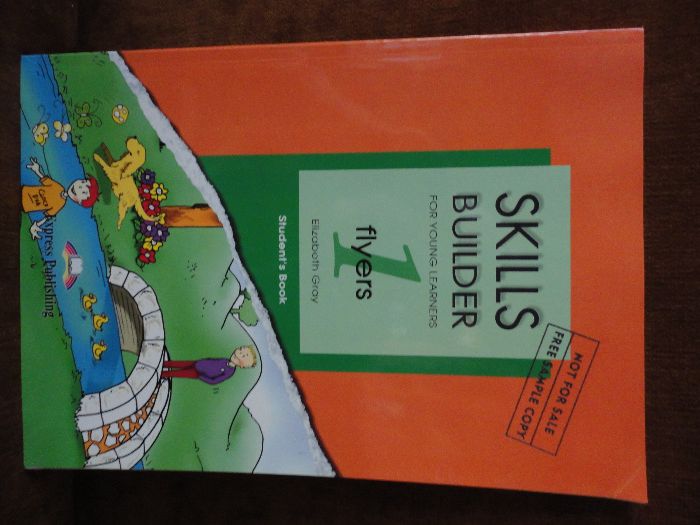 SKILLS
BUILDER
FOR YOUNG LEARNERS
1
flyers
Elizabeth Gray
Student's Book
NOT FOR SALE
FREE SAMPLE COPY
Express Publishing